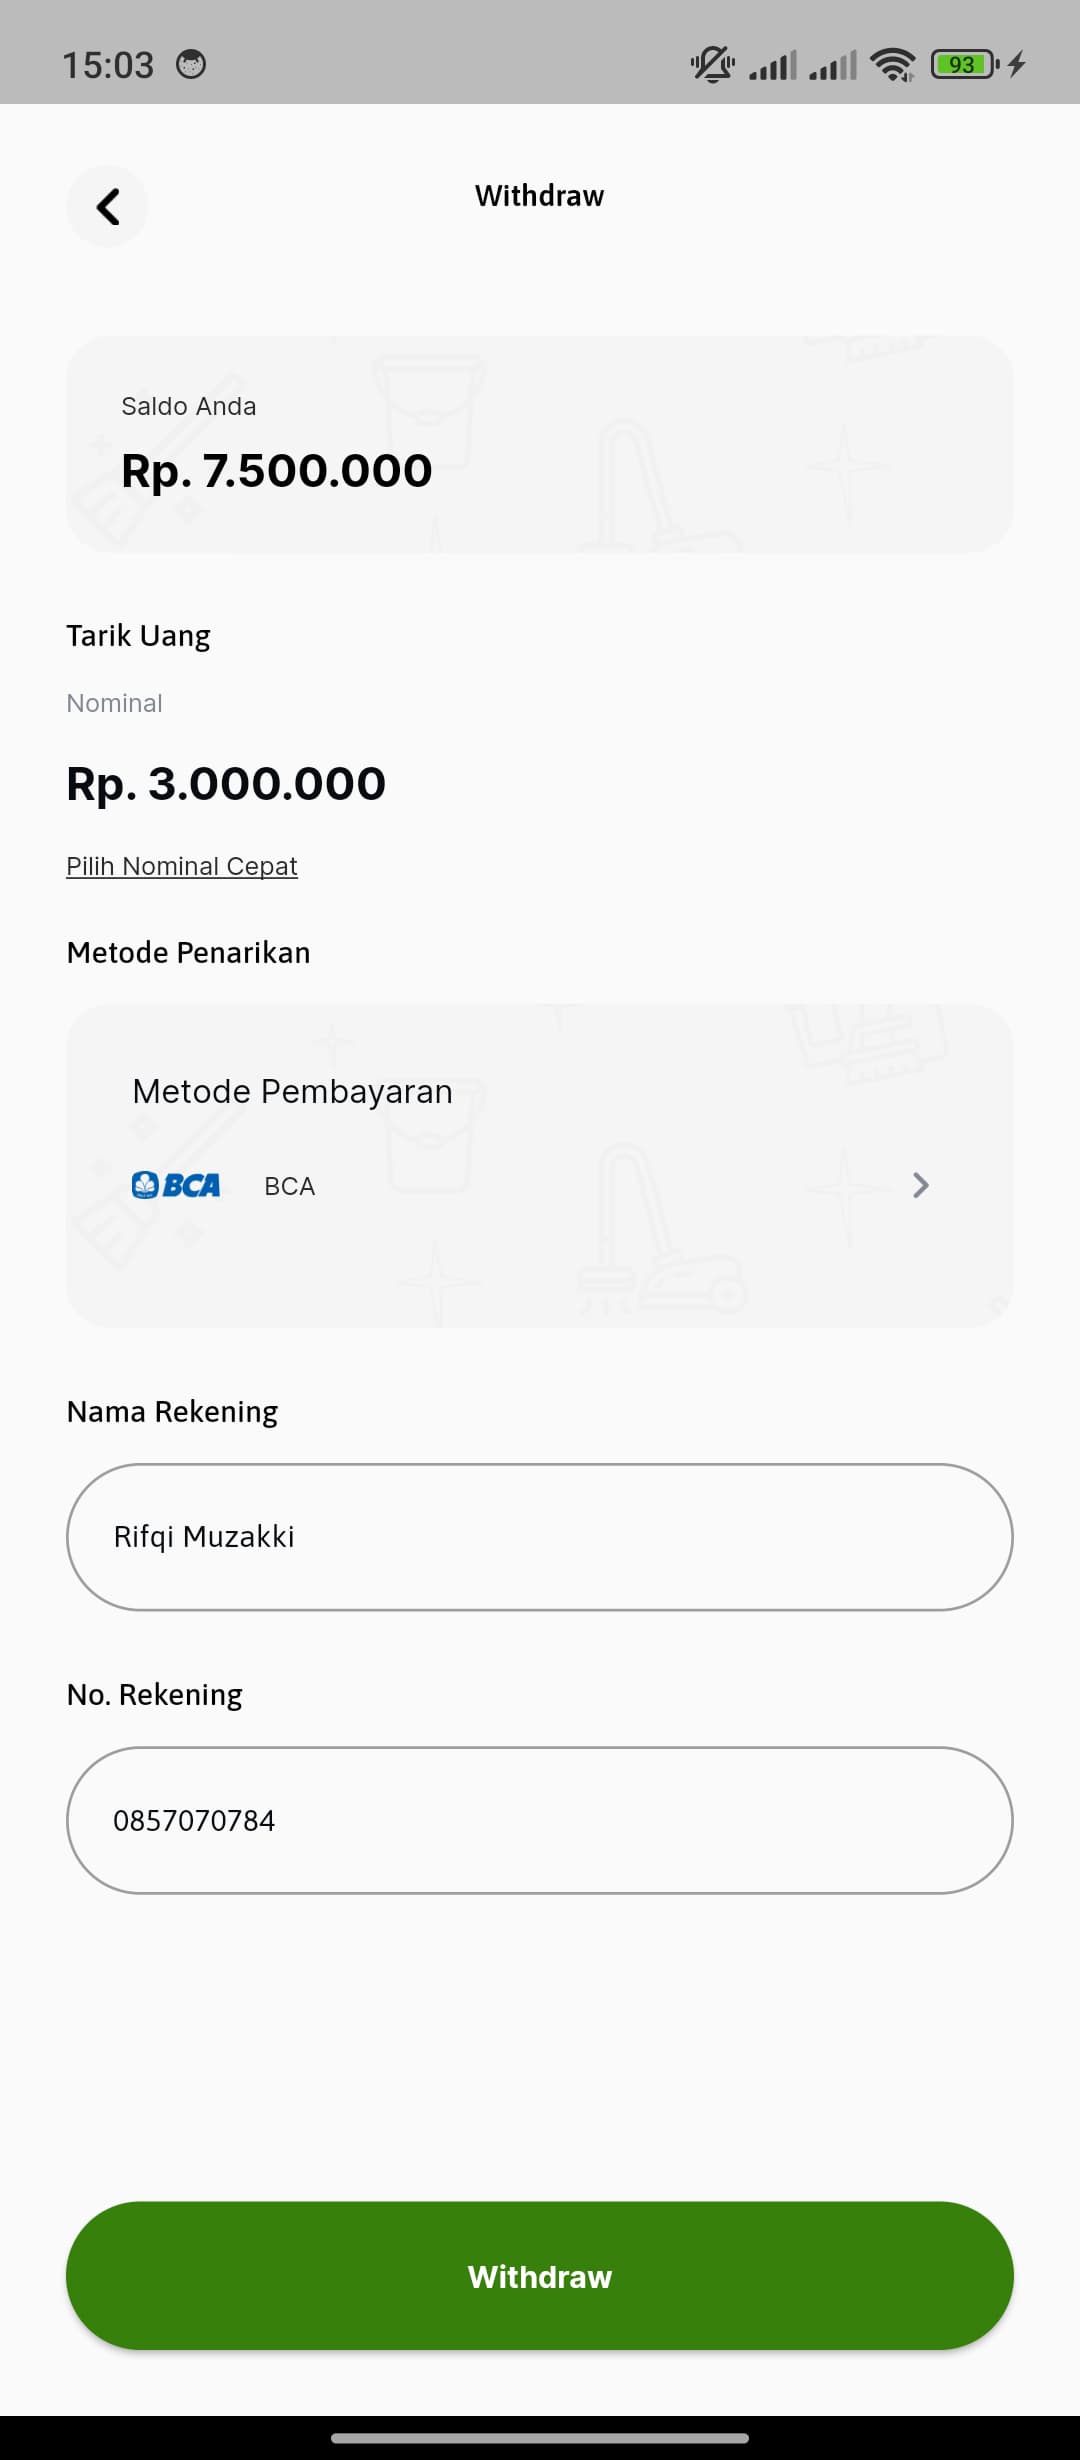 15:03
93
Withdraw
Saldo Anda
Rp. 7.500.000
Tarik Uang
Nominal
Rp. 3.000.000
Pilih Nominal Cepat
Metode Penarikan
Metode Pembayaran
BCA BCA
Nama Rekening
Rifqi Muzakki
No. Rekening
0857070784
Withdraw